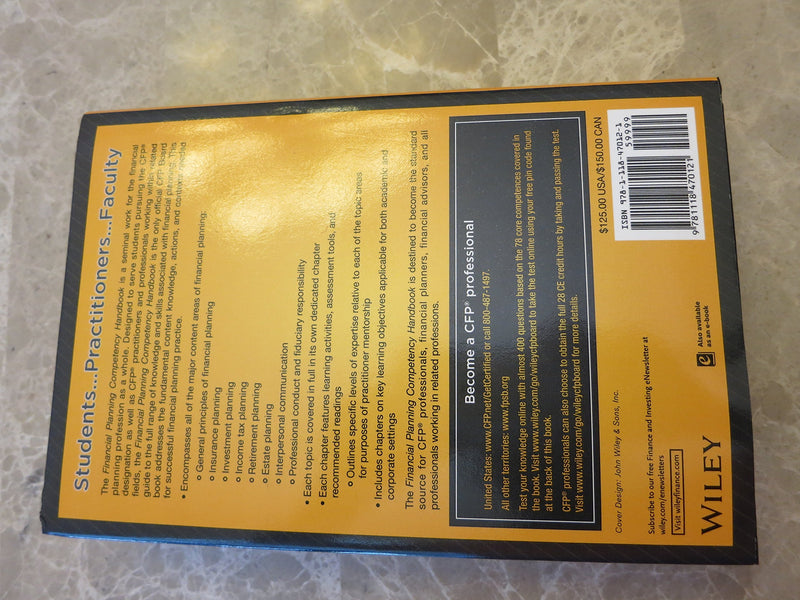 Students...Practitioners...Faculty
The Financial Planning Competency Handbook is a seminal work for the financial
planning profession as a whole. Designed to serve students pursuing the CFP®
designation as well as CFP® practitioners and professionals working within related
fields, the Financial Planning Competency Handbook is the only official CFP Board
guide to the full range of knowledge and skills associated with financial planning. This
book addresses the fundamental content knowledge, actions, and context needed
for successful financial planning practice.
• Encompasses all of the major content areas of financial planning:
o General principles of financial planning
o Insurance planning
o Investment planning
o Income tax planning
o Retirement planning
o Estate planning
o Interpersonal communication
o Professional conduct and fiduciary responsibility
• Each topic is covered in full in its own dedicated chapter
• Each chapter features learning activities, assessment tools, and
recommended readings
o Outlines specific levels of expertise relative to each of the topic areas
for purposes of practitioner mentorship
• Includes chapters on key learning objectives applicable for both academic and
corporate settings
The Financial Planning Competency Handbook is destined to become the standard
source for CFP® professionals, financial planners, financial advisors, and all
professionals working in related professions.
Become a CFP® professional
United States: www.CFP.net/GetCertified or call 800-487-1497.
All other territories: www.fpsb.org
Test your knowledge online with almost 400 questions based on the 78 core competences covered in
the book. Visit www.wiley.com/go/wileycfpboard to take the test online using your free pin code found
at the back of this book.
CFP® professionals can also choose to obtain the full 28 CE credit hours by taking and passing the test.
Visit www.wiley.com/go/wileycfpboard for more details.
Cover Design: John Wiley & Sons, Inc.
Subscribe to our free Finance and Investing eNewsletter at
wiley.com/enewsletters
Visit wileyfinance.com
WILEY
e Also available
as an e-book
$125.00 USA/$150.00 CAN
ISBN 978-1-118-47012-1
59999
9 781118 470121